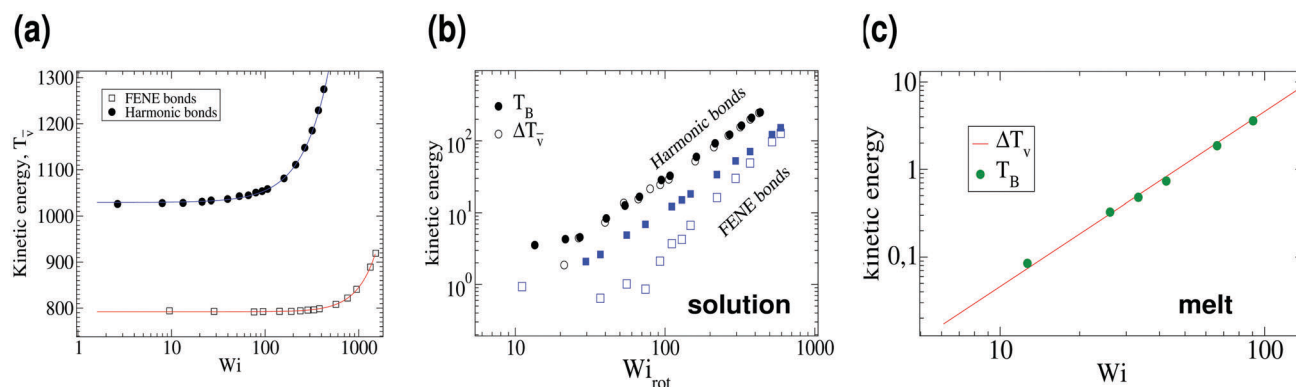 (a)
Kinetic energy, T_v̅
1300
1200
1100
1000
900
800
1
10
100
1000
Wi
FENE bonds
Harmonic bonds
(b)
kinetic energy
10^2
10^1
10^0
10
100
1000
Wi_rot
T_B
ΔT_v̅
Harmonic bonds
FENE bonds
solution
(c)
kinetic energy
10
1
0,1
10
100
Wi
ΔT_v
T_B
melt